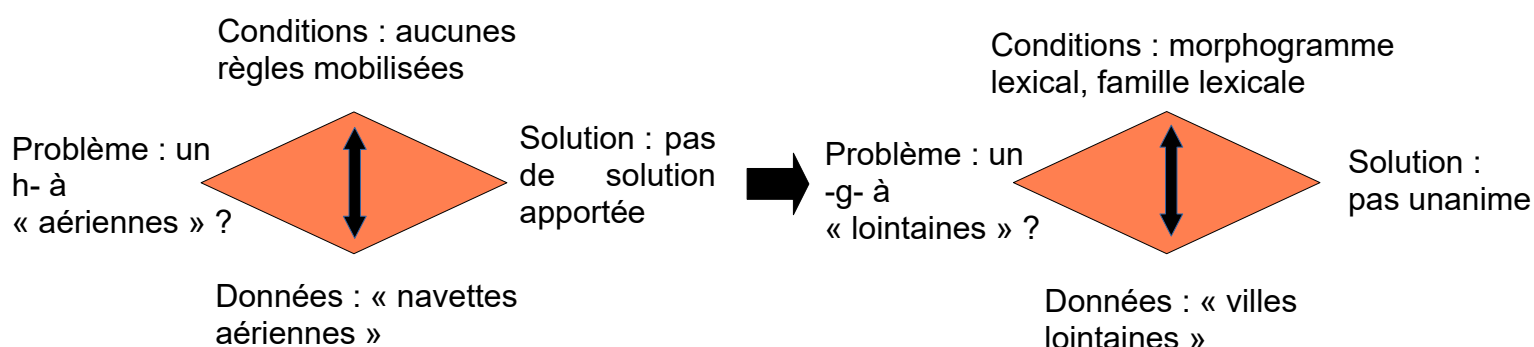 Conditions : aucunes
règles mobilisées
Problème : un
h- à
« aériennes » ?
Solution : pas
de solution
apportée
Données : « navettes
aériennes »
Conditions : morphogramme
lexical, famille lexicale
Problème : un
-g- à
« lointaines » ?
Solution :
pas unanime
Données : « villes
lointaines »